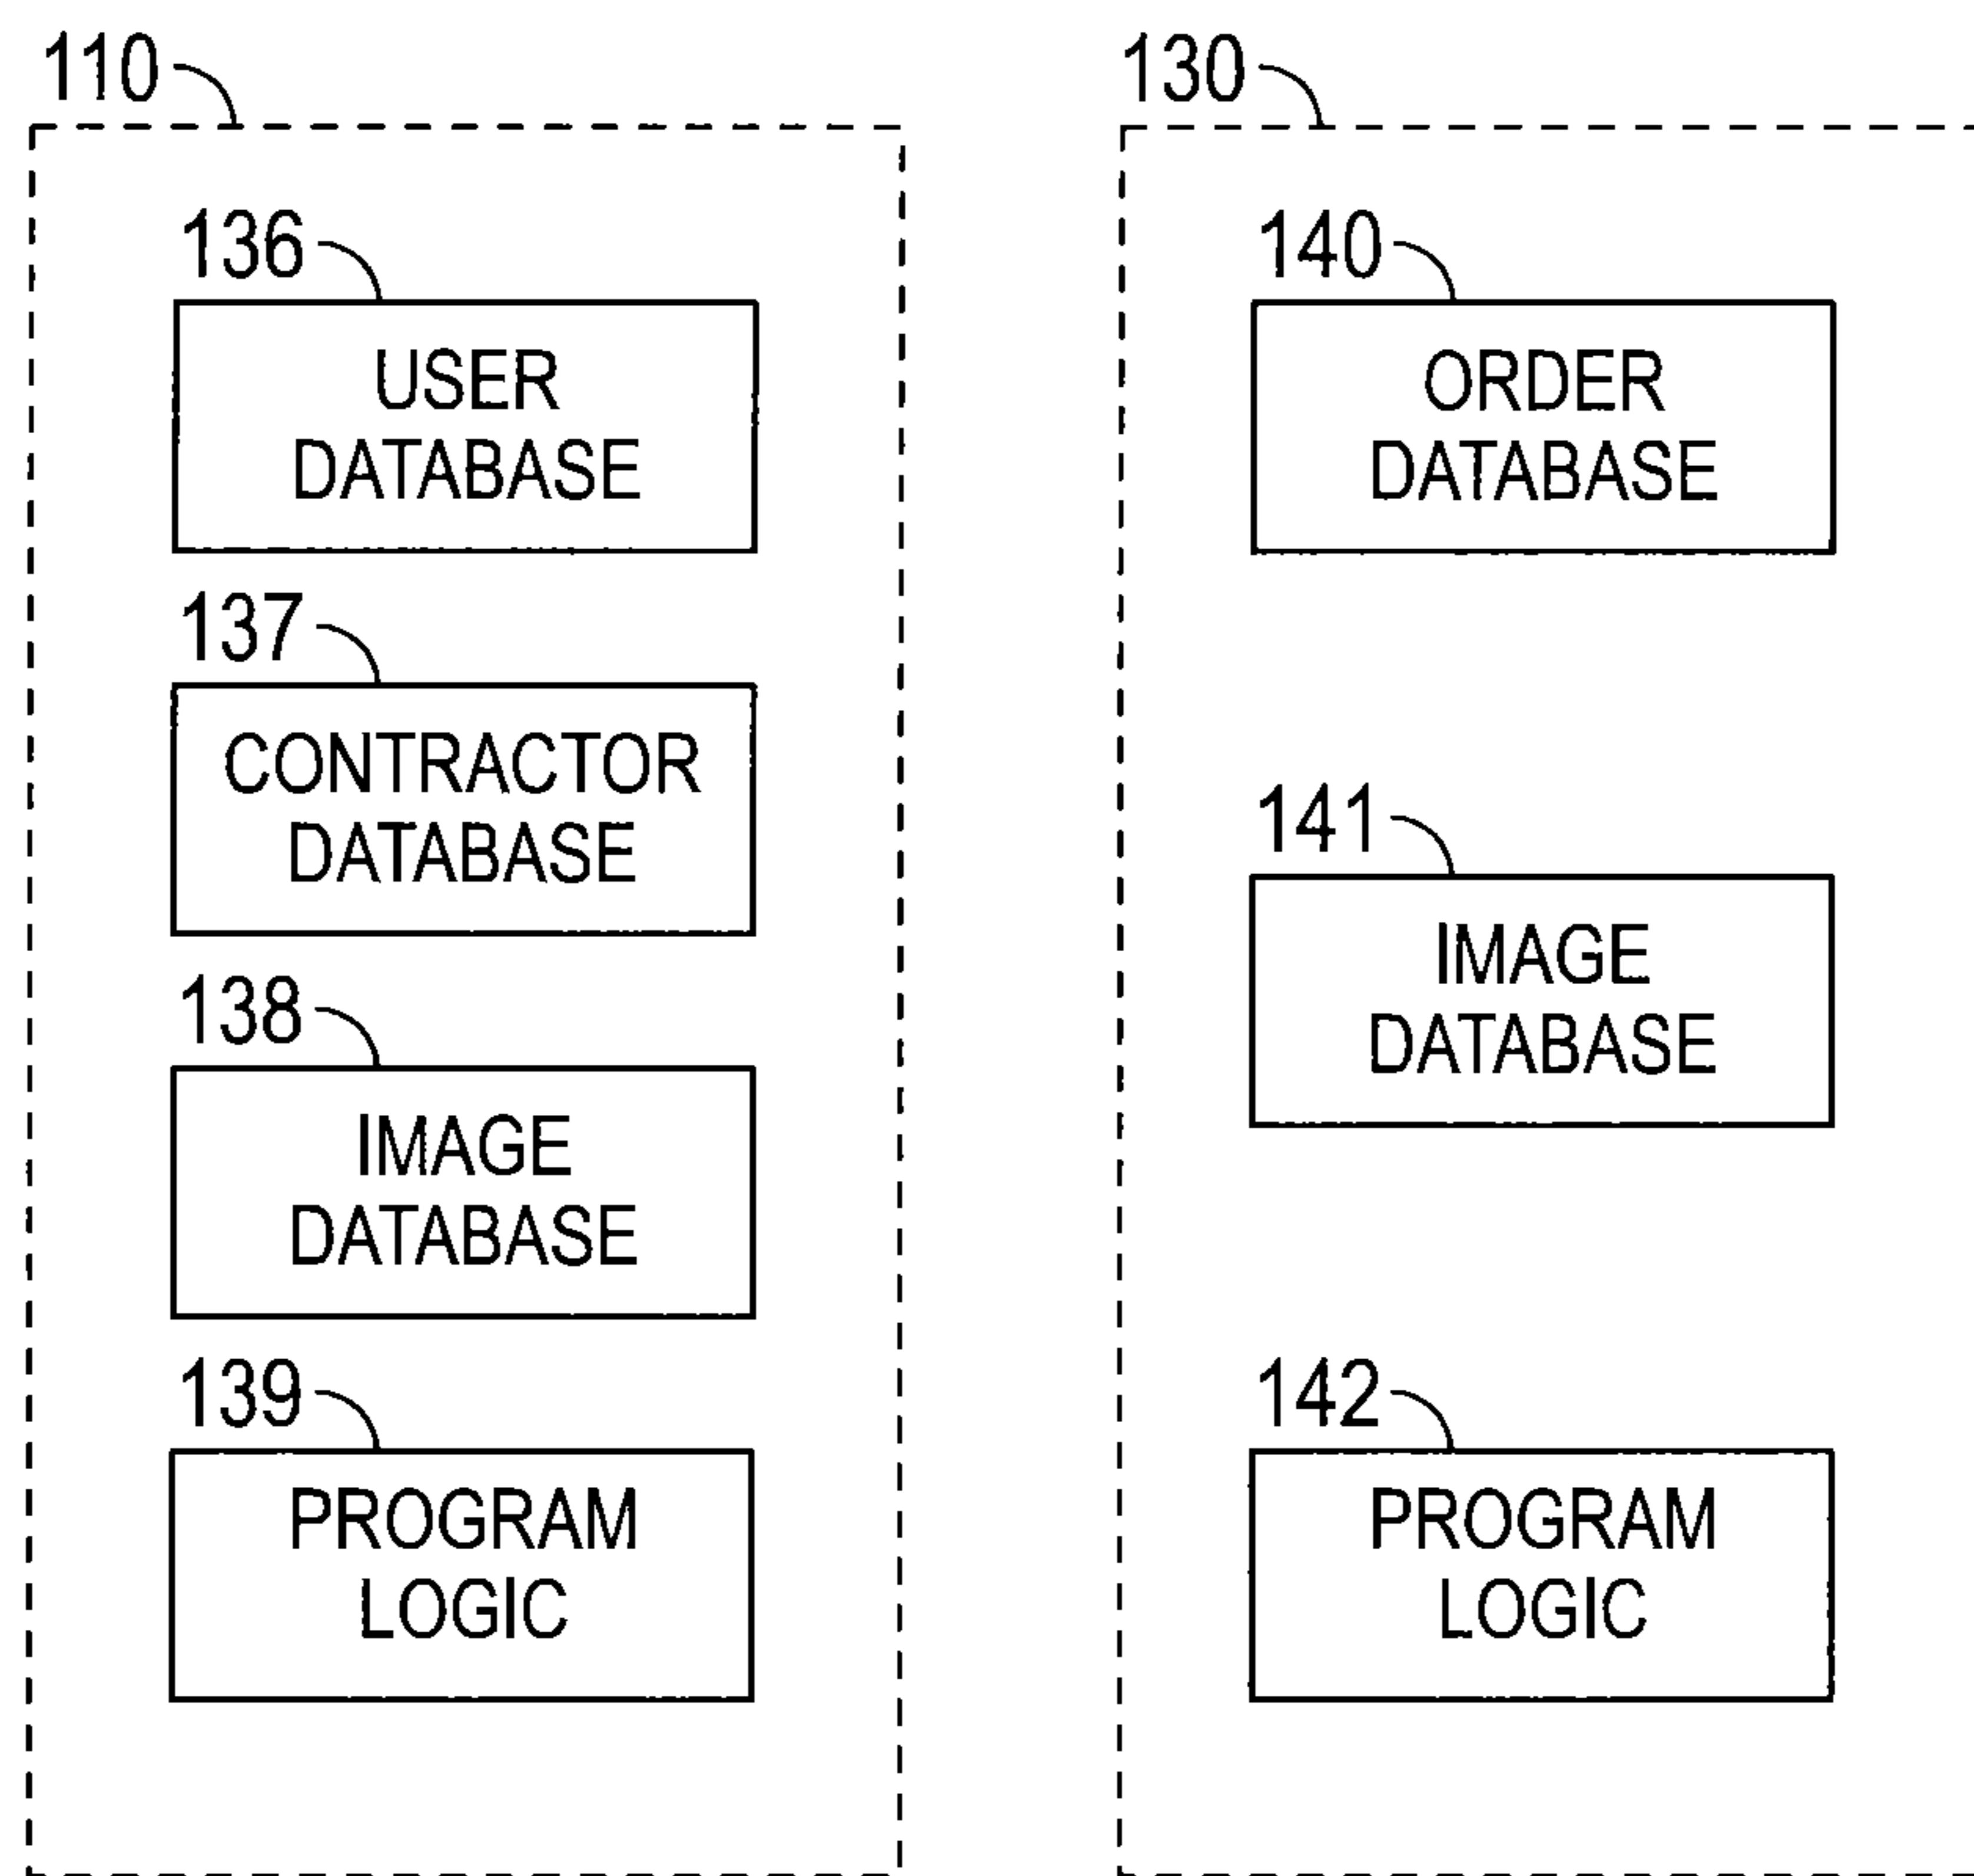 110
136
USER
DATABASE
137
CONTRACTOR
DATABASE
138
IMAGE
DATABASE
139
PROGRAM
LOGIC
130
140
ORDER
DATABASE
141
IMAGE
DATABASE
142
PROGRAM
LOGIC